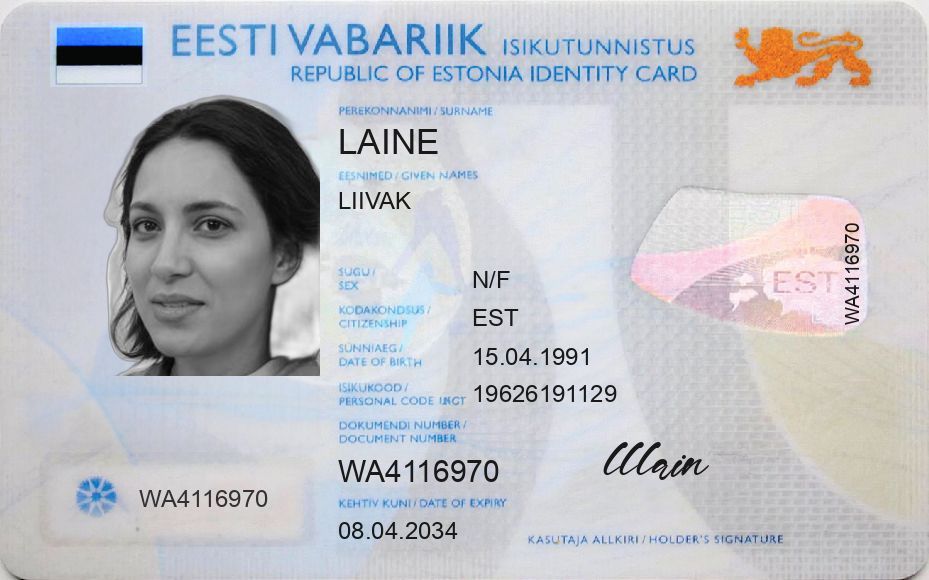 EESTI VABARIIK ISIKUTUNNISTUS
REPUBLIC OF ESTONIA IDENTITY CARD
PEREKONNANIMI / SURNAME
LAINE
EESNIMED / GIVEN NAMES
LIIVAK
SUGU /
SEX
N/F
KODAKONDSUS /
CITIZENSHIP
EST
SÜNNIAEG /
DATE OF BIRTH
15.04.1991
ISIKUKOOD /
PERSONAL CODE
19626191129
DOKUMENDI NUMBER /
DOCUMENT NUMBER
WA4116970
KEHTIV KUNI / DATE OF EXPIRY
08.04.2034
WA4116970
EST
WA4116970
KASUTAJA ALLKIRI / HOLDER'S SIGNATURE